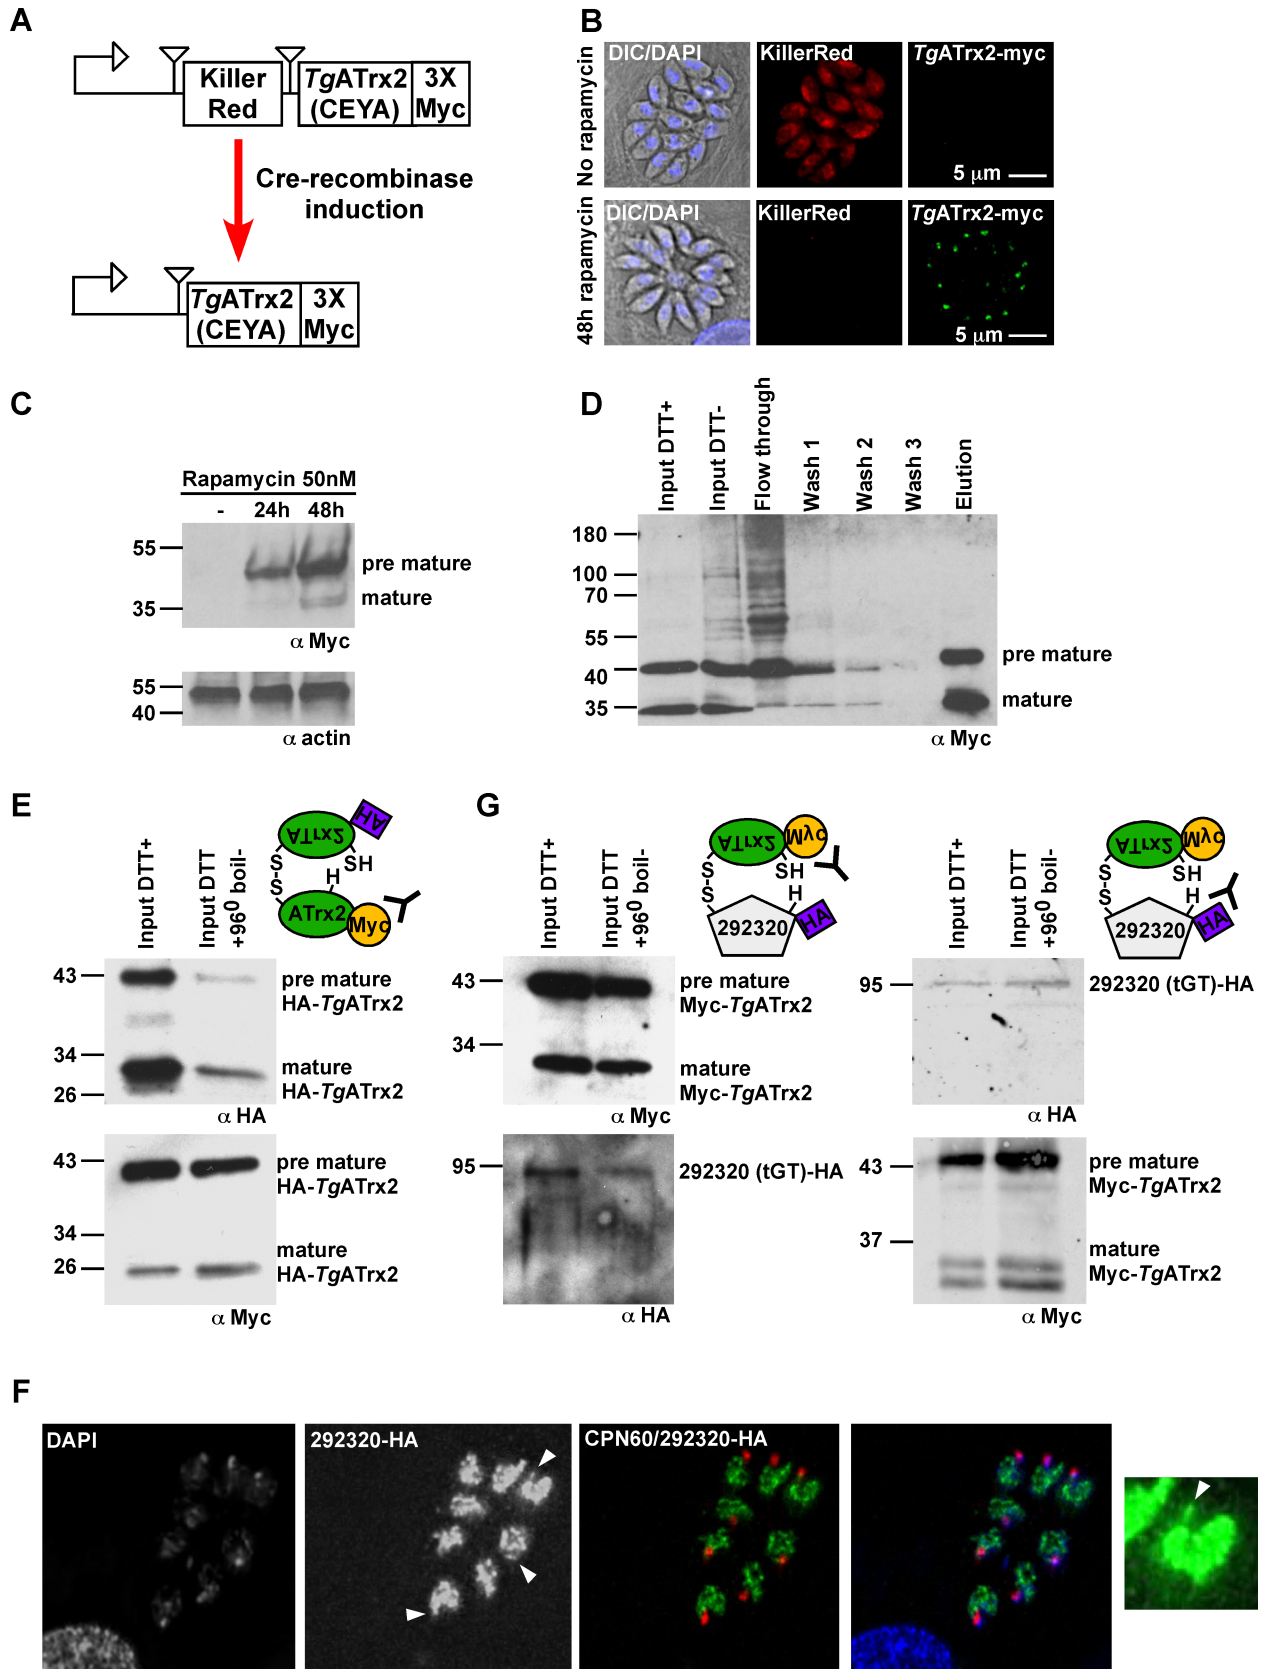 A
Killer
Red
TgATrx2
(CEYA)
3X
Myc
Cre-recombinase
induction
TgATrx2
(CEYA)
3X
Myc
B
No rapamycin
DIC/DAPI
KillerRed
TgATrx2-myc
5 µm
48h rapamycin
DIC/DAPI
KillerRed
TgATrx2-myc
5 µm
C
Rapamycin 50nM
-
24h
48h
55
35
pre mature
mature
α Myc
55
40
α actin
D
Input DTT+
Input DTT-
Flow through
Wash 1
Wash 2
Wash 3
Elution
180
100
70
55
40
35
pre mature
mature
α Myc
E
Input DTT+
Input DTT
+96⁰ boil-
ATrx2
HA
S
S
SH
H
ATrx2
Myc
43
34
26
pre mature
HA-TgATrx2
mature
HA-TgATrx2
α HA
43
34
26
pre mature
HA-TgATrx2
mature
HA-TgATrx2
α Myc
G
Input DTT+
Input DTT
+96⁰ boil-
ATrx2
Myc
S
S
SH
H
292320
HA
43
34
pre mature
Myc-TgATrx2
mature
Myc-TgATrx2
α Myc
95
292320 (tGT)-HA
α HA
Input DTT+
Input DTT
+96⁰ boil-
ATrx2
Myc
S
S
SH
H
292320
HA
95
292320 (tGT)-HA
α HA
43
37
pre mature
Myc-TgATrx2
mature
Myc-TgATrx2
α Myc
F
DAPI
292320-HA
CPN60/292320-HA